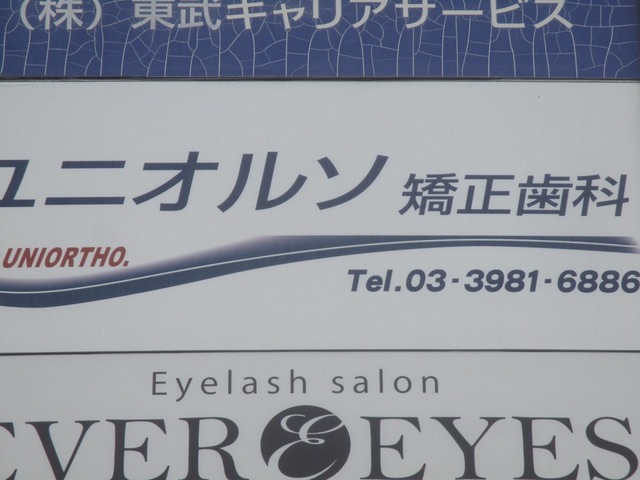 （株）東武キャリアサービス
ユニオルソ 矯正歯科
UNIORTHO.
Tel.03-3981-6886
Eyelash salon
EVER EYES